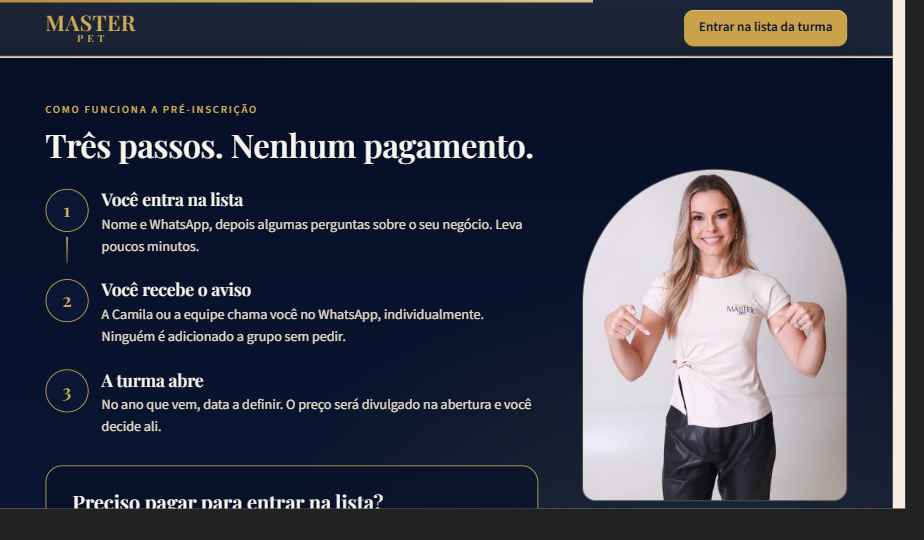 MASTER
PET
Entrar na lista da turma
COMO FUNCIONA A PRÉ-INSCRIÇÃO
Três passos. Nenhum pagamento.
1
Você entra na lista
Nome e WhatsApp, depois algumas perguntas sobre o seu negócio. Leva
poucos minutos.
2
Você recebe o aviso
A Camila ou a equipe chama você no WhatsApp, individualmente.
Ninguém é adicionado a grupo sem pedir.
3
A turma abre
No ano que vem, data a definir. O preço será divulgado na abertura e você
decide ali.
Preciso pagar para entrar na lista?
MASTER